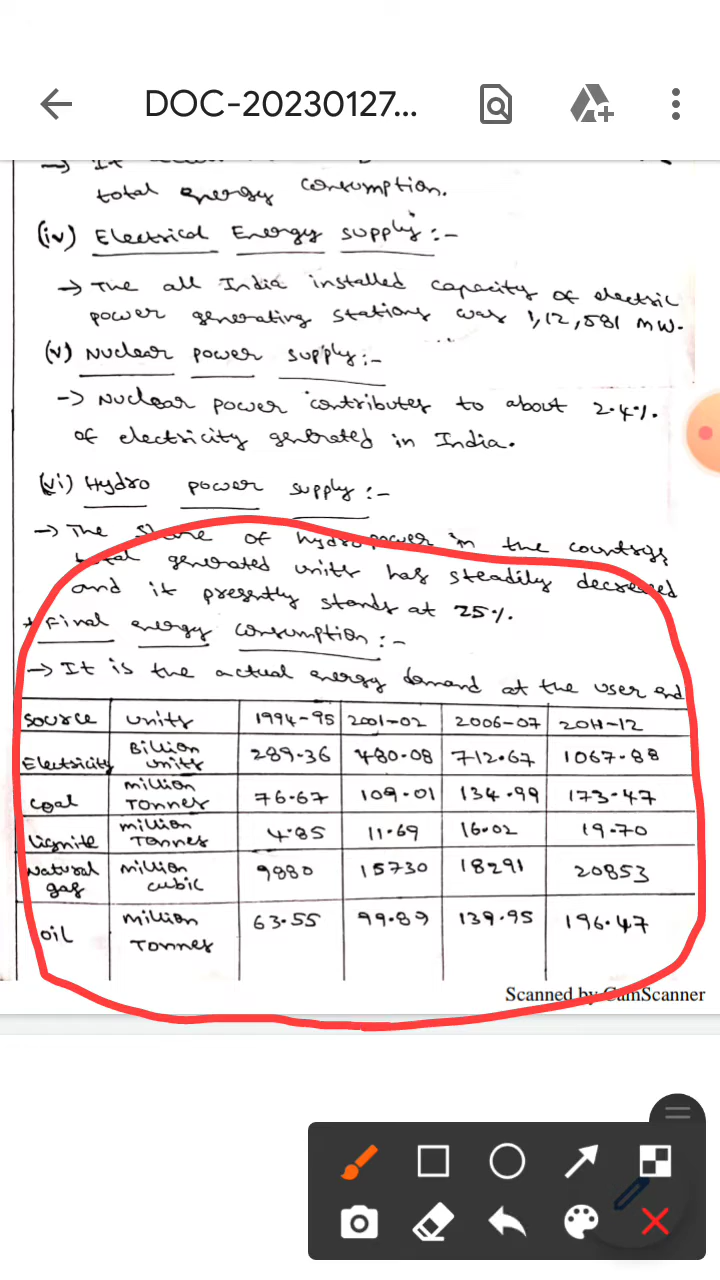 DOC-20230127...
→ It
total energy consumption.
(iv) Electrical Energy supply :-
→ The all India installed capacity of electric
power generating stations was 1,12,581 MW.
(v) Nuclear power supply :-
→ Nuclear power contributes to about 2.4%.
of electricity generated in India.
(vi) Hydro power supply :-
→ The share of hydropower in the country's
total generated units has steadily decreased
and it presently stands at 25%.
* Final energy consumption :-
→ It is the actual energy demand at the user end
Source Units 1994-95 2001-02 2006-07 2011-12
Electricity Billion units 289.36 480.08 712.67 1067.88
Coal million Tonnes 76.67 109.01 134.99 173.47
Lignite million Tonnes 4.85 11.69 16.02 19.70
Natural gas million cubic 9880 15730 18291 20853
oil million Tonnes 63.55 99.89 139.95 196.47
Scanned by CamScanner